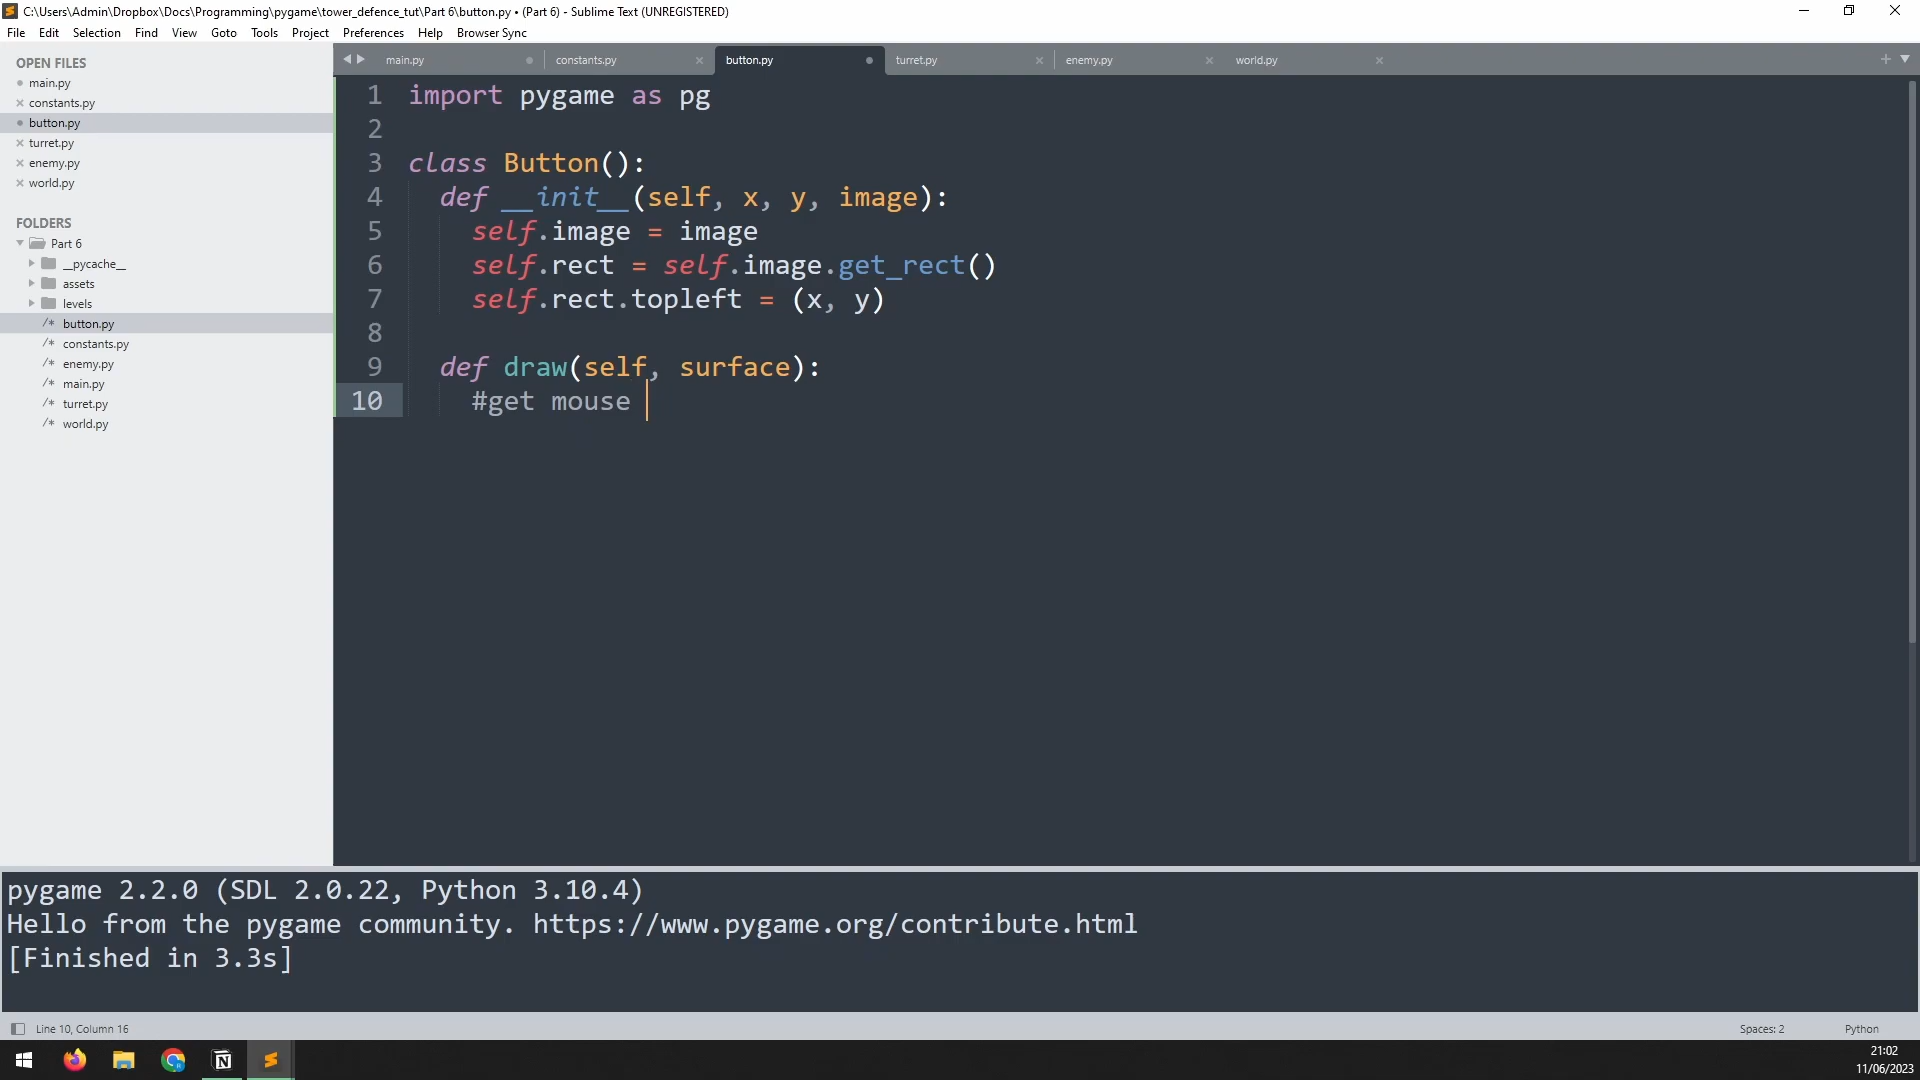 C:\Users\Admin\Dropbox\Docs\Programming\pygame\tower_defence_tut\Part 6\button.py • (Part 6) - Sublime Text (UNREGISTERED)
File Edit Selection Find View Goto Tools Project Preferences Help Browser Sync
OPEN FILES
main.py
constants.py
button.py
turret.py
enemy.py
world.py
FOLDERS
Part 6
__pycache__
assets
levels
/* button.py
/* constants.py
/* enemy.py
/* main.py
/* turret.py
/* world.py
main.py constants.py button.py turret.py enemy.py world.py
1 import pygame as pg
2
3 class Button():
4 def __init__(self, x, y, image):
5 self.image = image
6 self.rect = self.image.get_rect()
7 self.rect.topleft = (x, y)
8
9 def draw(self, surface):
10 #get mouse
pygame 2.2.0 (SDL 2.0.22, Python 3.10.4)
Hello from the pygame community. https://www.pygame.org/contribute.html
[Finished in 3.3s]
Line 10, Column 16 Spaces: 2 Python
21:02
11/06/2023